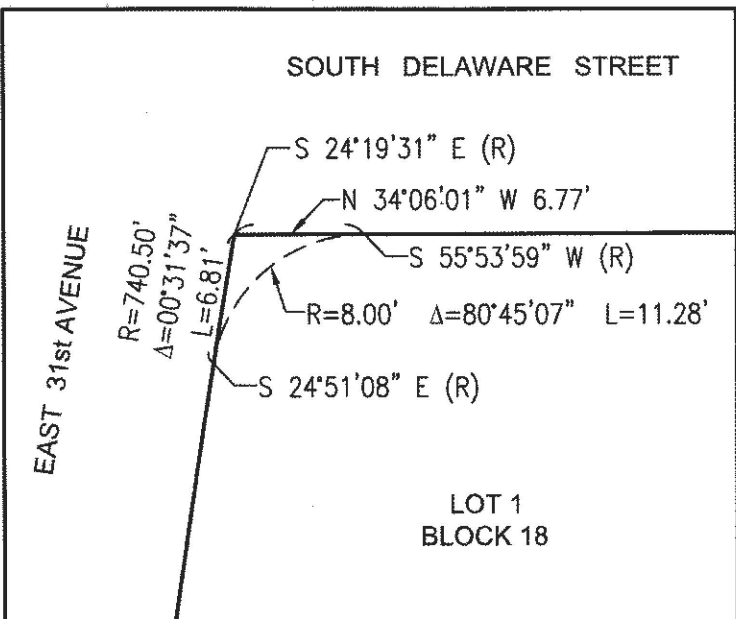 SOUTH DELAWARE STREET
S 24°19'31" E (R)
N 34°06'01" W 6.77'
S 55°53'59" W (R)
R=8.00' Δ=80°45'07" L=11.28'
S 24°51'08" E (R)
EAST 31st AVENUE
R=740.50'
Δ=00°31'37"
L=6.81'
LOT 1
BLOCK 18